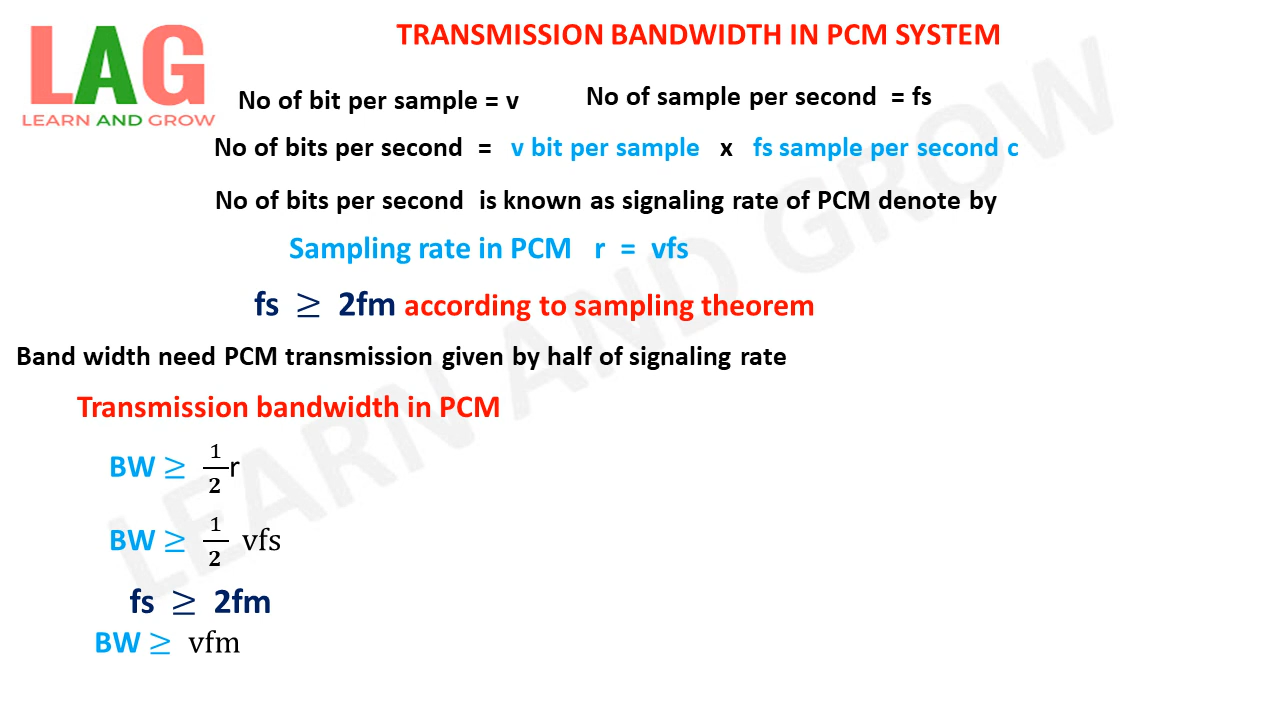 LAG
LEARN AND GROW
TRANSMISSION BANDWIDTH IN PCM SYSTEM
No of bit per sample = v No of sample per second = fs
No of bits per second = v bit per sample x fs sample per second c
No of bits per second is known as signaling rate of PCM denote by
Sampling rate in PCM r = vfs
fs ≥ 2fm according to sampling theorem
Band width need PCM transmission given by half of signaling rate
Transmission bandwidth in PCM
BW ≥ 1/2 r
BW ≥ 1/2 vfs
fs ≥ 2fm
BW ≥ vfm
LEARN AND GROW